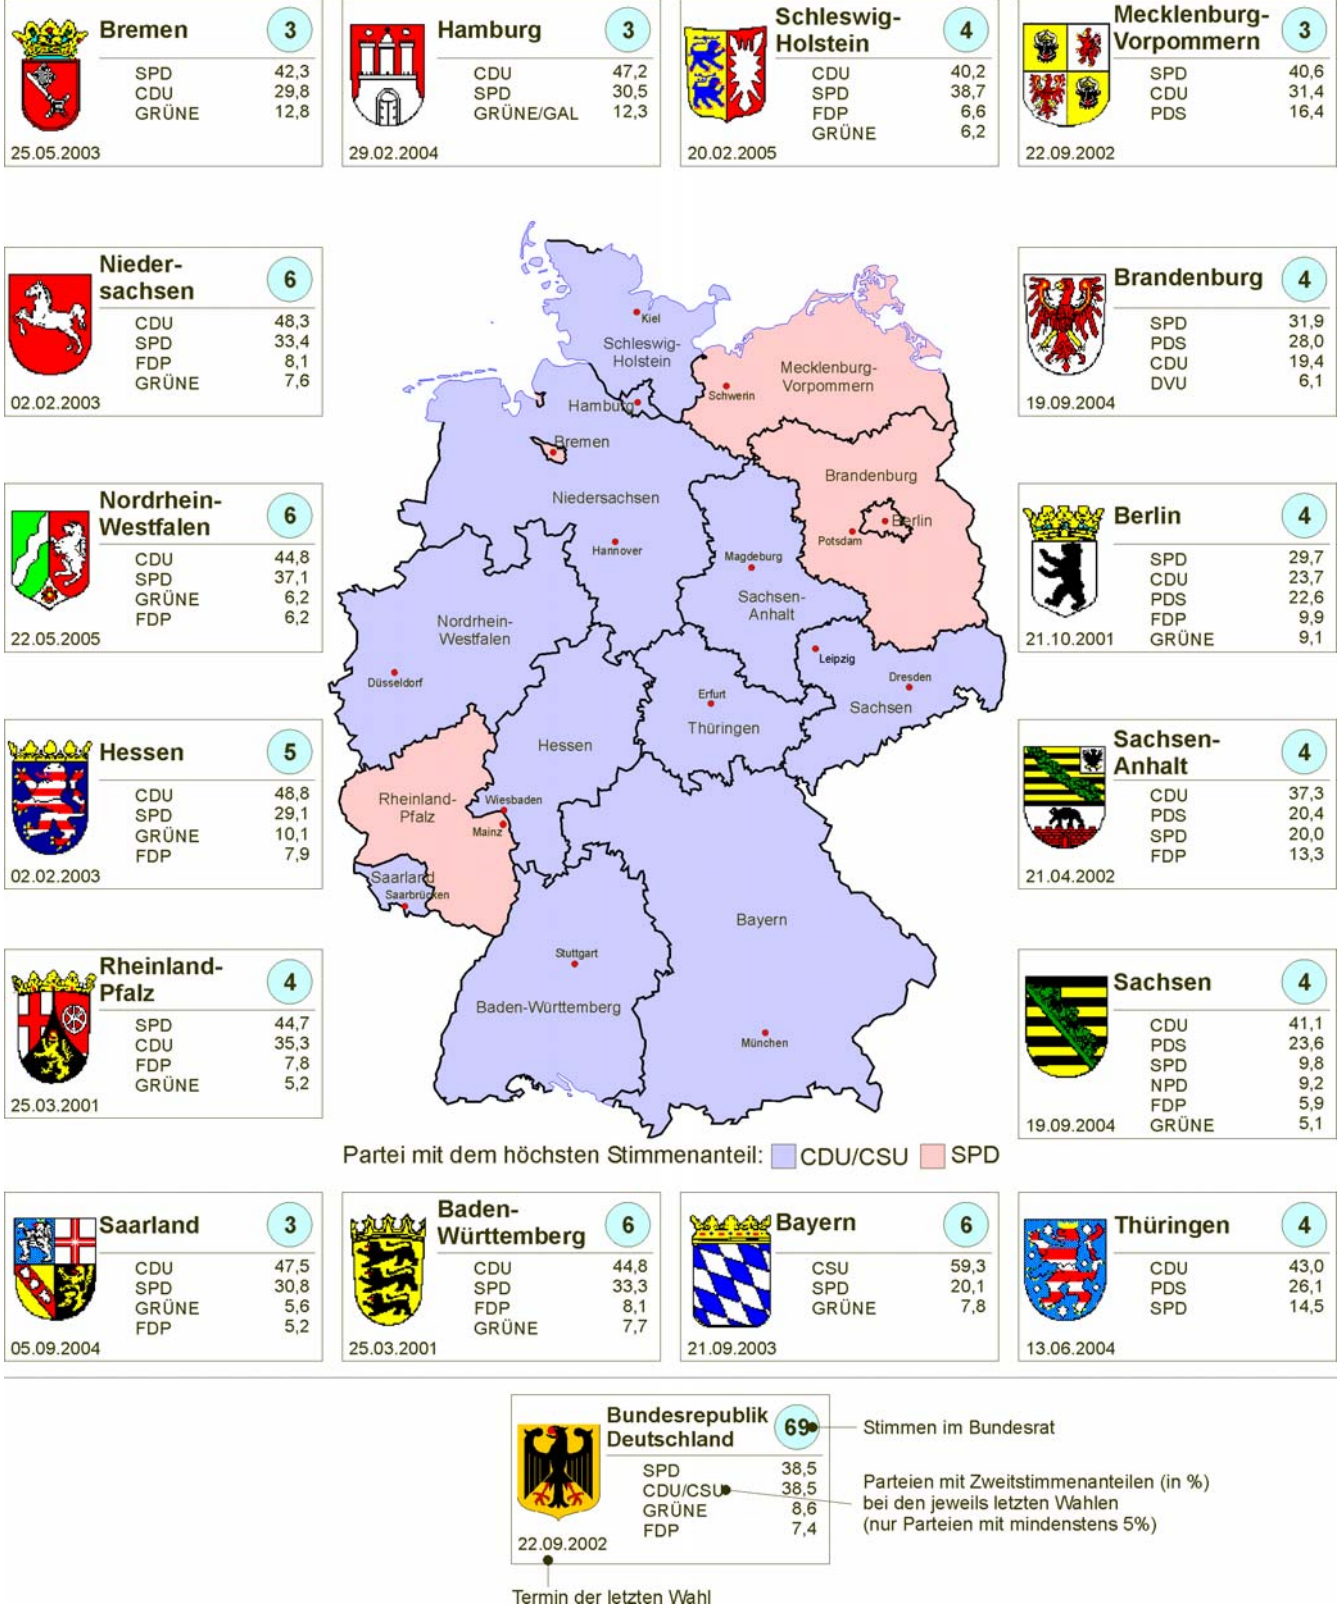 Bremen 3
SPD 42,3
CDU 29,8
GRÜNE 12,8
25.05.2003
Hamburg 3
CDU 47,2
SPD 30,5
GRÜNE/GAL 12,3
29.02.2004
Schleswig-
Holstein 4
CDU 40,2
SPD 38,7
FDP 6,6
GRÜNE 6,2
20.02.2005
Mecklenburg-
Vorpommern 3
SPD 40,6
CDU 31,4
PDS 16,4
22.09.2002
Nieder-
sachsen 6
CDU 48,3
SPD 33,4
FDP 8,1
GRÜNE 7,6
02.02.2003
Brandenburg 4
SPD 31,9
PDS 28,0
CDU 19,4
DVU 6,1
19.09.2004
Nordrhein-
Westfalen 6
CDU 44,8
SPD 37,1
GRÜNE 6,2
FDP 6,2
22.05.2005
Berlin 4
SPD 29,7
CDU 23,7
PDS 22,6
FDP 9,9
GRÜNE 9,1
21.10.2001
Hessen 5
CDU 48,8
SPD 29,1
GRÜNE 10,1
FDP 7,9
02.02.2003
Sachsen-
Anhalt 4
CDU 37,3
PDS 20,4
SPD 20,0
FDP 13,3
21.04.2002
Rheinland-
Pfalz 4
SPD 44,7
CDU 35,3
FDP 7,8
GRÜNE 5,2
25.03.2001
Sachsen 4
CDU 41,1
PDS 23,6
SPD 9,8
NPD 9,2
FDP 5,9
GRÜNE 5,1
19.09.2004
Kiel
Schleswig-
Holstein
Mecklenburg-
Vorpommern
Schwerin
Hamburg
Bremen
Brandenburg
Niedersachsen
Berlin
Potsdam
Hannover
Magdeburg
Sachsen-
Anhalt
Nordrhein-
Westfalen
Leipzig
Düsseldorf
Dresden
Erfurt
Sachsen
Thüringen
Hessen
Rheinland-
Pfalz
Wiesbaden
Mainz
Saarland
Saarbrücken
Bayern
Stuttgart
Baden-Württemberg
München
Partei mit dem höchsten Stimmenanteil: CDU/CSU SPD
Saarland 3
CDU 47,5
SPD 30,8
GRÜNE 5,6
FDP 5,2
05.09.2004
Baden-
Württemberg 6
CDU 44,8
SPD 33,3
FDP 8,1
GRÜNE 7,7
25.03.2001
Bayern 6
CSU 59,3
SPD 20,1
GRÜNE 7,8
21.09.2003
Thüringen 4
CDU 43,0
PDS 26,1
SPD 14,5
13.06.2004
Bundesrepublik
Deutschland 69
SPD 38,5
CDU/CSU 38,5
GRÜNE 8,6
FDP 7,4
22.09.2002
Stimmen im Bundesrat
Parteien mit Zweitstimmenanteilen (in %)
bei den jeweils letzten Wahlen
(nur Parteien mit mindenstens 5%)
Termin der letzten Wahl